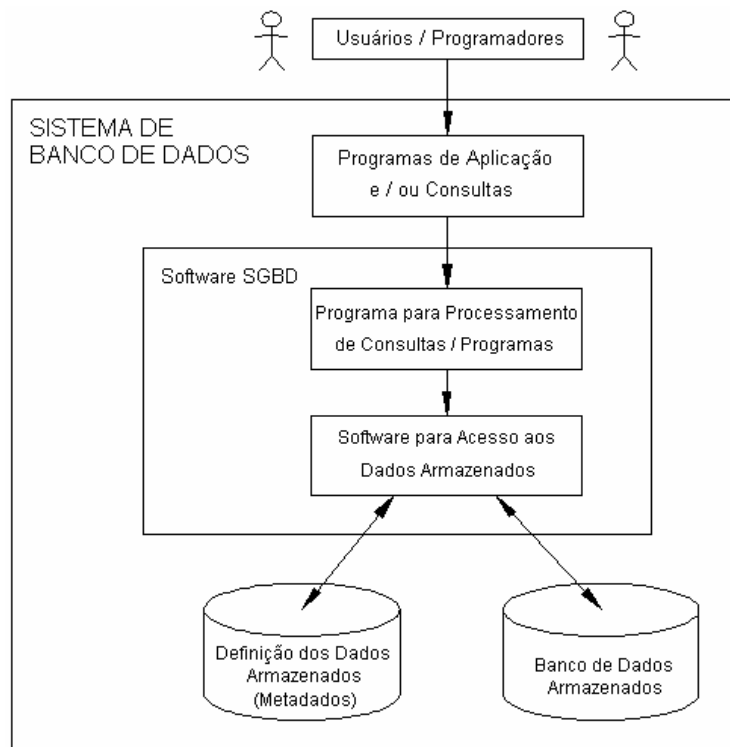 Usuários / Programadores
SISTEMA DE
BANCO DE DADOS
Programas de Aplicação
e / ou Consultas
Software SGBD
Programa para Processamento
de Consultas / Programas
Software para Acesso aos
Dados Armazenados
Definição dos Dados
Armazenados
(Metadados)
Banco de Dados
Armazenados